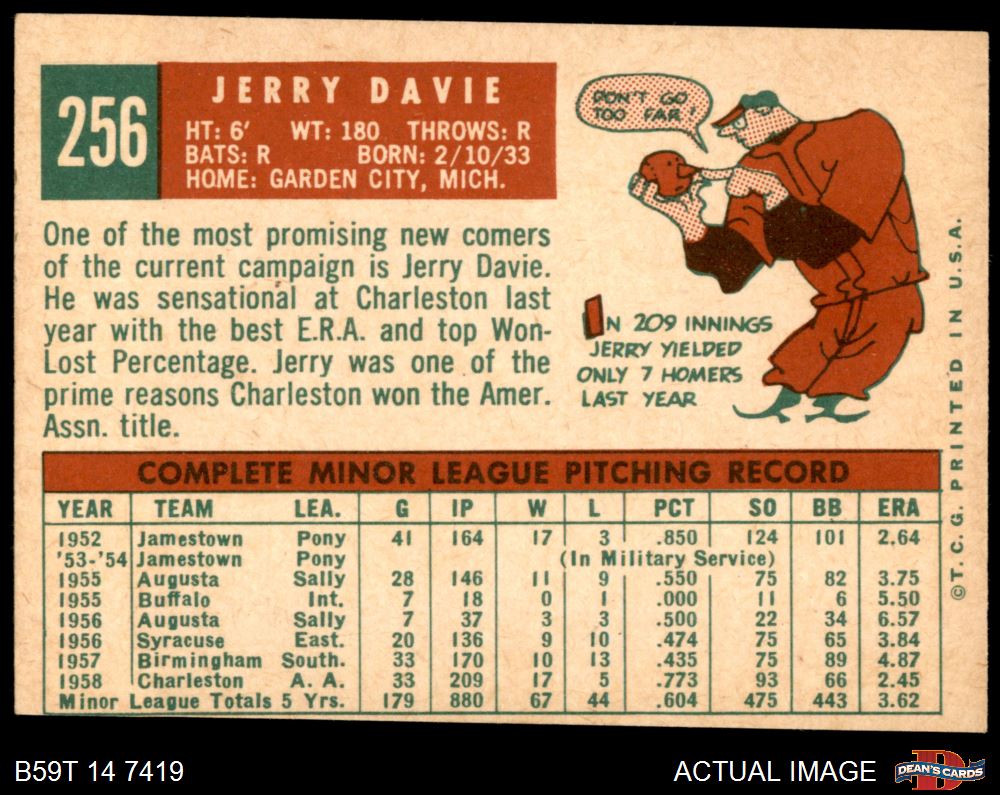 256
JERRY DAVIE
HT: 6′ WT: 180 THROWS: R
BATS: R BORN: 2/10/33
HOME: GARDEN CITY, MICH.
DON'T GO
TOO FAR!
One of the most promising new comers
of the current campaign is Jerry Davie.
He was sensational at Charleston last
year with the best E.R.A. and top Won-
Lost Percentage. Jerry was one of the
prime reasons Charleston won the Amer.
Assn. title.
IN 209 INNINGS
JERRY YIELDED
ONLY 7 HOMERS
LAST YEAR
COMPLETE MINOR LEAGUE PITCHING RECORD
YEAR TEAM LEA. G IP W L PCT SO BB ERA
1952 Jamestown Pony 41 164 17 3 .850 124 101 2.64
'53-'54 Jamestown Pony (In Military Service)
1955 Augusta Sally 28 146 11 9 .550 75 82 3.75
1955 Buffalo Int. 7 18 0 1 .000 11 6 5.50
1956 Augusta Sally 7 37 3 3 .500 22 34 6.57
1956 Syracuse East. 20 136 9 10 .474 75 65 3.84
1957 Birmingham South. 33 170 10 13 .435 75 89 4.87
1958 Charleston A. A. 33 209 17 5 .773 93 66 2.45
Minor League Totals 5 Yrs. 179 880 67 44 .604 475 443 3.62
©T. C. G. PRINTED IN U.S.A.
B59T 14 7419
ACTUAL IMAGE
DEAN'S CARDS